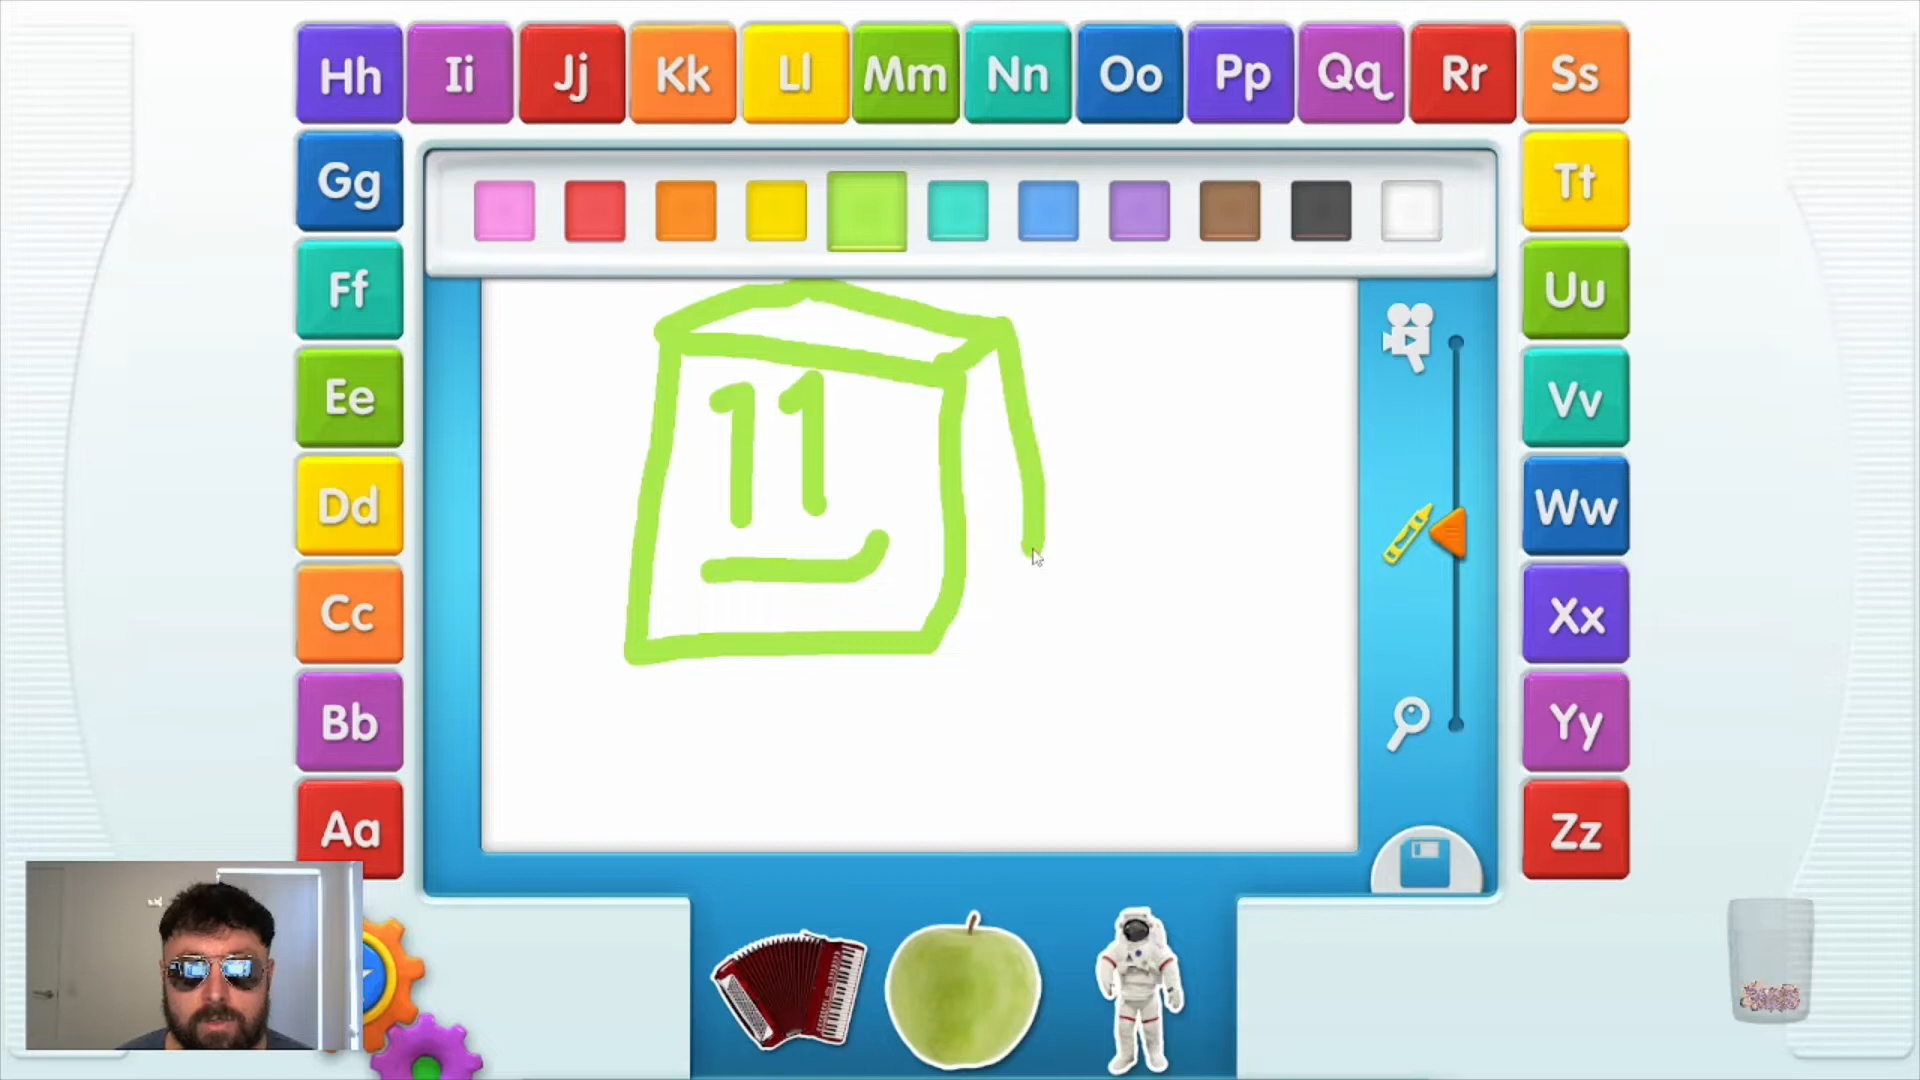 Hh Ii Jj Kk Ll Mm Nn Oo Pp Qq Rr Ss
Gg Tt
Ff Uu
Ee Vv
Dd Ww
Cc Xx
Bb Yy
Aa Zz
11